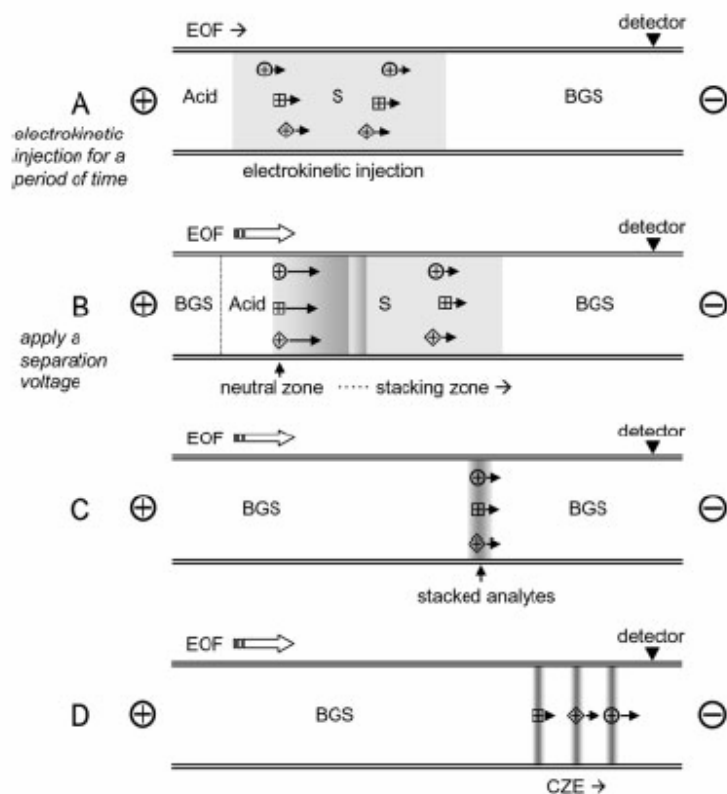 EOF →
detector
A
⊕
Acid
S
BGS
⊖
electrokinetic
injection for a
period of time
electrokinetic injection
EOF
detector
B
⊕
BGS
Acid
S
BGS
⊖
apply a
separation
voltage
neutral zone ····· stacking zone →
EOF
detector
C
⊕
BGS
BGS
⊖
stacked analytes
EOF
detector
D
⊕
BGS
⊖
CZE →